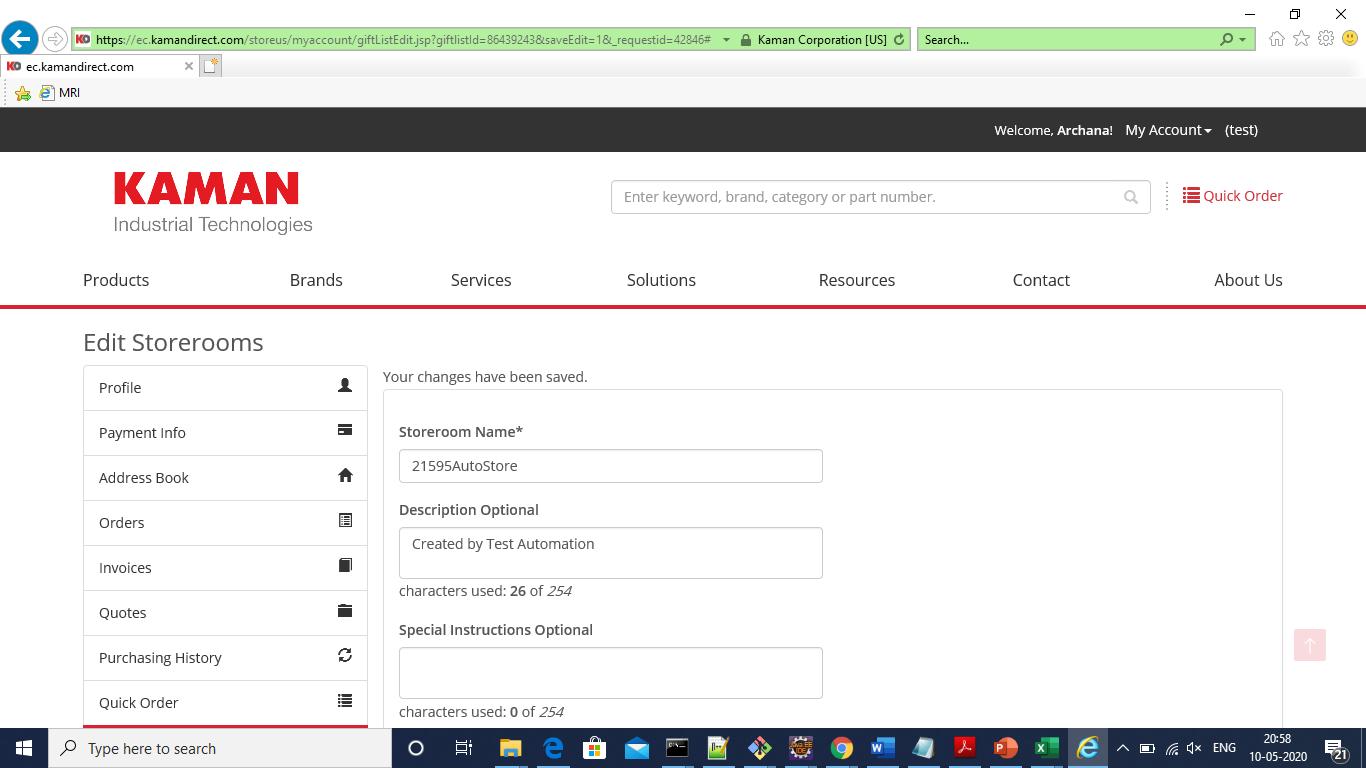 https://ec.kamandirect.com/storeus/myaccount/giftListEdit.jsp?giftlistId=86439243&saveEdit=1&_requestid=42846#
Kaman Corporation [US]
Search...
KD ec.kamandirect.com
MRI
Welcome, Archana! My Account (test)
KAMAN
Industrial Technologies
Enter keyword, brand, category or part number.
Quick Order
Products Brands Services Solutions Resources Contact About Us
Edit Storerooms
Profile
Payment Info
Address Book
Orders
Invoices
Quotes
Purchasing History
Quick Order
Your changes have been saved.
Storeroom Name*
21595AutoStore
Description Optional
Created by Test Automation
characters used: 26 of 254
Special Instructions Optional
characters used: 0 of 254
Type here to search
ENG
20:58
10-05-2020
21